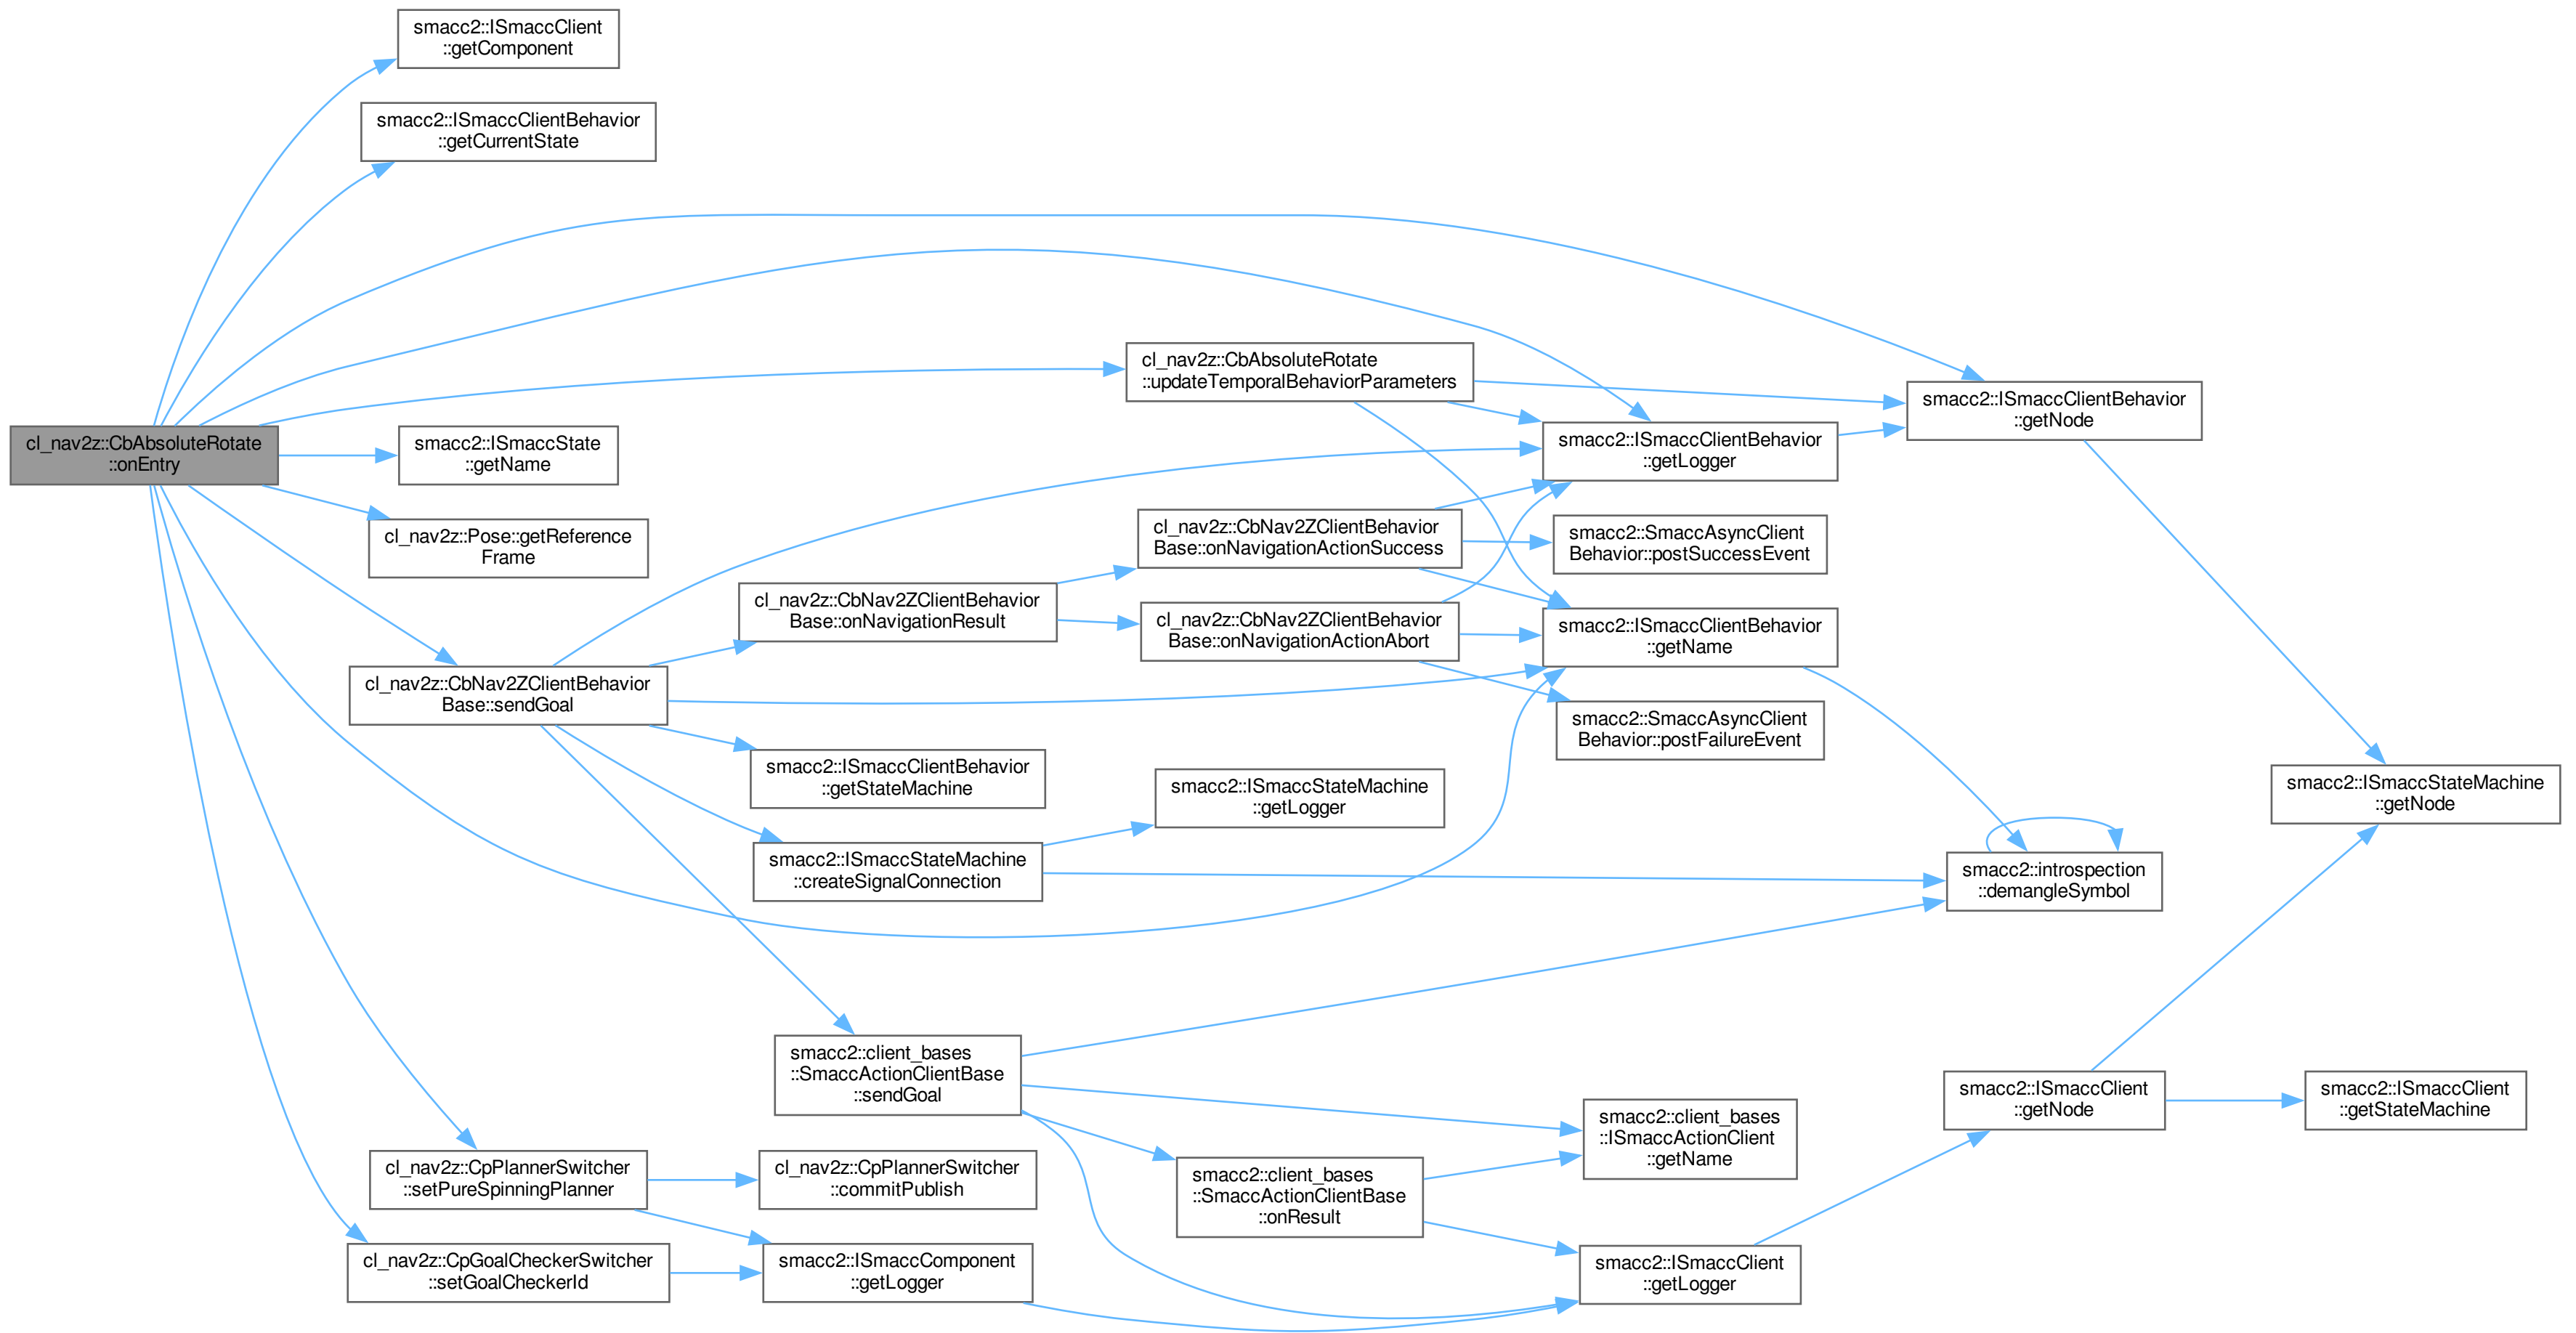 smacc2::ISmaccClient
::getComponent
smacc2::ISmaccClientBehavior
::getCurrentState
cl_nav2z::CbAbsoluteRotate
::onEntry
smacc2::ISmaccState
::getName
cl_nav2z::Pose::getReference
Frame
cl_nav2z::CbNav2ZClientBehavior
Base::sendGoal
cl_nav2z::CpPlannerSwitcher
::setPureSpinningPlanner
cl_nav2z::CpGoalCheckerSwitcher
::setGoalCheckerId
cl_nav2z::CbNav2ZClientBehavior
Base::onNavigationResult
smacc2::ISmaccClientBehavior
::getStateMachine
smacc2::ISmaccStateMachine
::createSignalConnection
smacc2::client_bases
::SmaccActionClientBase
::sendGoal
cl_nav2z::CpPlannerSwitcher
::commitPublish
smacc2::ISmaccComponent
::getLogger
cl_nav2z::CbAbsoluteRotate
::updateTemporalBehaviorParameters
cl_nav2z::CbNav2ZClientBehavior
Base::onNavigationActionSuccess
cl_nav2z::CbNav2ZClientBehavior
Base::onNavigationActionAbort
smacc2::ISmaccStateMachine
::getLogger
smacc2::client_bases
::SmaccActionClientBase
::onResult
smacc2::ISmaccClientBehavior
::getLogger
smacc2::SmaccAsyncClient
Behavior::postSuccessEvent
smacc2::ISmaccClientBehavior
::getName
smacc2::SmaccAsyncClient
Behavior::postFailureEvent
smacc2::client_bases
::ISmaccActionClient
::getName
smacc2::ISmaccClient
::getLogger
smacc2::ISmaccClientBehavior
::getNode
smacc2::introspection
::demangleSymbol
smacc2::ISmaccClient
::getNode
smacc2::ISmaccStateMachine
::getNode
smacc2::ISmaccClient
::getStateMachine